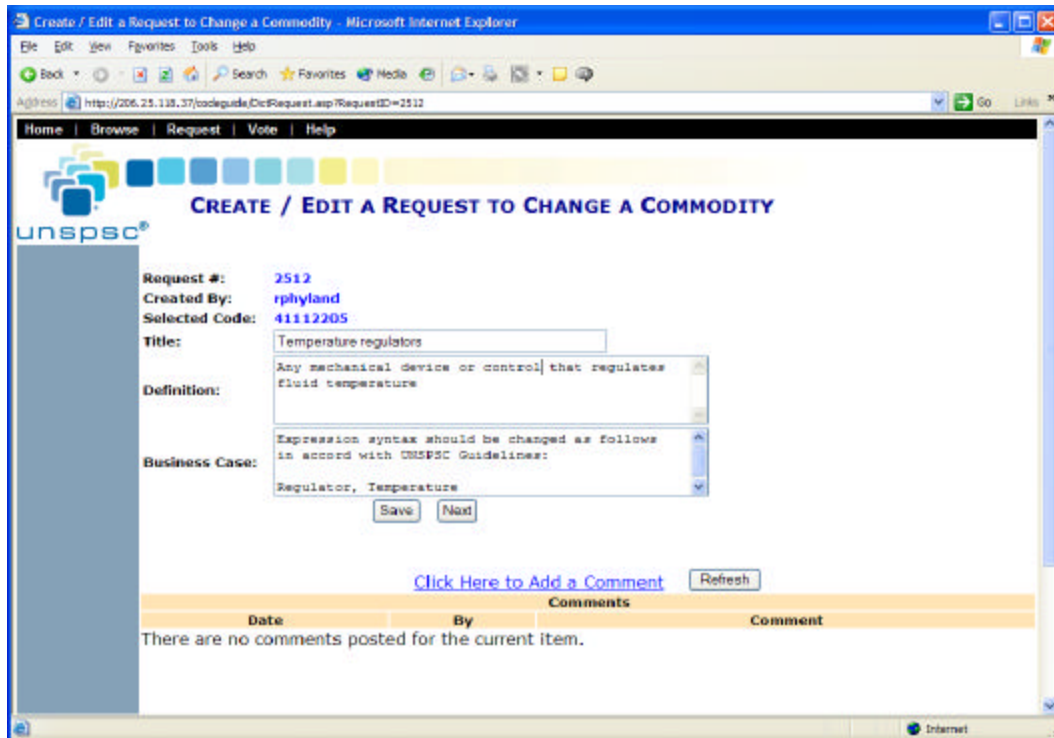 Create / Edit a Request to Change a Commodity - Microsoft Internet Explorer
File Edit View Favorites Tools Help
Back Search Favorites Media
Address http://206.25.118.37/codeguide/DictRequest.asp?RequestID=2512 Go Links
Home | Browse | Request | Vote | Help
CREATE / EDIT A REQUEST TO CHANGE A COMMODITY
unspsc®
Request #: 2512
Created By: rphyland
Selected Code: 41112205
Title: Temperature regulators
Any mechanical device or control that regulates
fluid temperature
Definition:
Expression syntax should be changed as follows
in accord with UNSPSC Guidelines:
Business Case:
Regulator, Temperature
Save Next
Click Here to Add a Comment Refresh
Comments
Date By Comment
There are no comments posted for the current item.
Internet